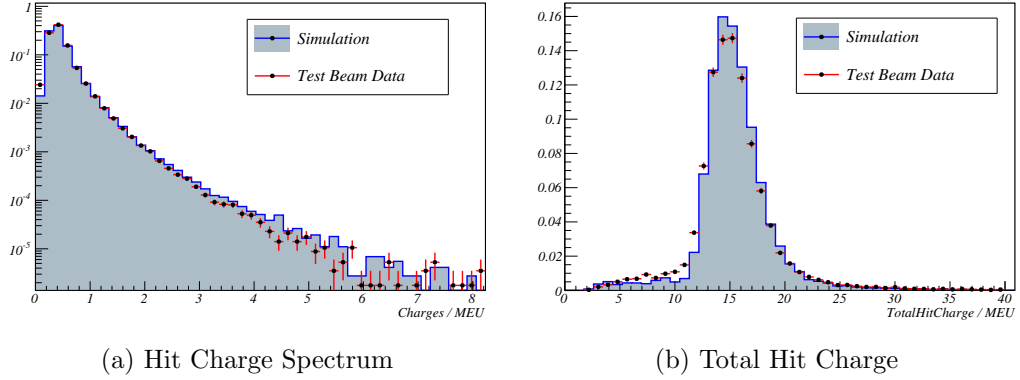 1
10^-1
10^-2
10^-3
10^-4
10^-5
0 1 2 3 4 5 6 7 8
Charges / MEU
Simulation
Test Beam Data
(a) Hit Charge Spectrum
0.16
0.14
0.12
0.1
0.08
0.06
0.04
0.02
0
0 5 10 15 20 25 30 35 40
TotalHitCharge / MEU
Simulation
Test Beam Data
(b) Total Hit Charge